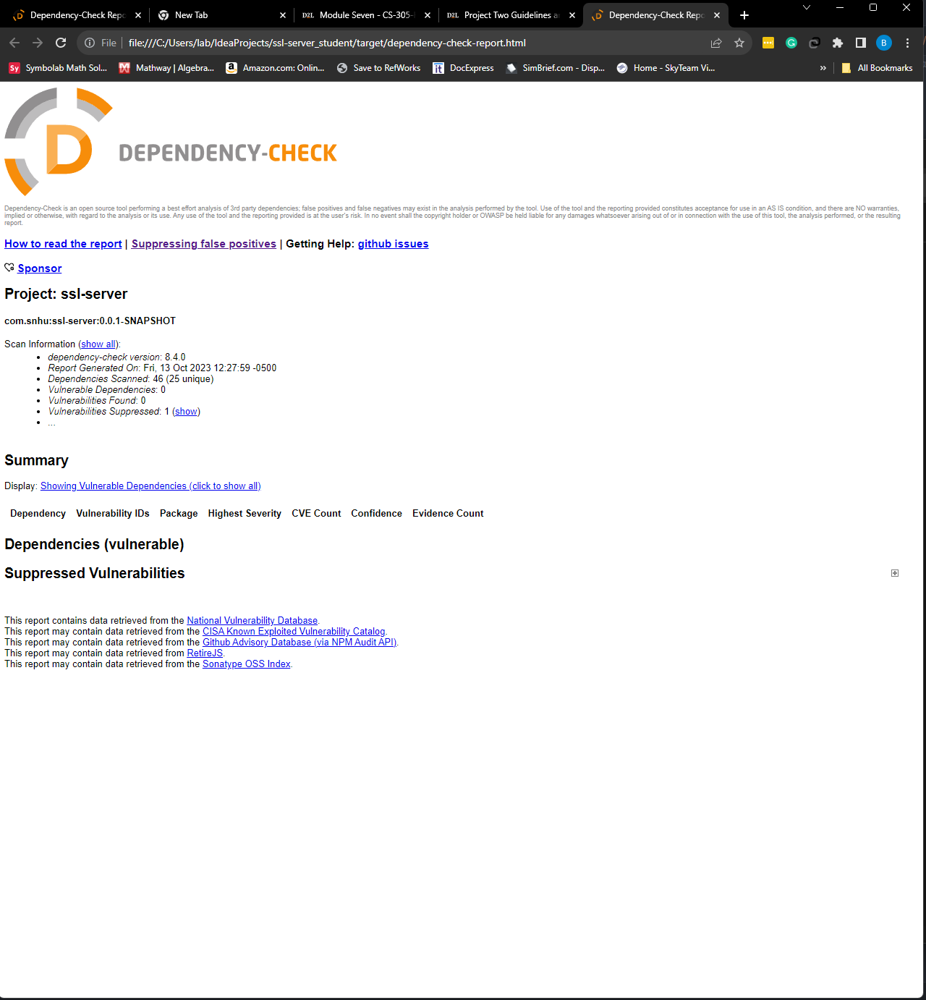 Dependency-Check Repo
New Tab
D2L Module Seven - CS-305-
D2L Project Two Guidelines a
Dependency-Check Repo
File file:///C:/Users/lab/IdeaProjects/ssl-server_student/target/dependency-check-report.html
B
Sy Symbolab Math Sol...
Mathway | Algebra...
a Amazon.com: Onlin...
Save to RefWorks
it DocExpress
SimBrief.com - Disp...
Home - SkyTeam Vi...
» All Bookmarks
D DEPENDENCY-CHECK
Dependency-Check is an open source tool performing a best effort analysis of 3rd party dependencies; false positives and false negatives may exist in the analysis performed by the tool. Use of the tool and the reporting provided constitutes acceptance for use in an AS IS condition, and there are NO warranties,
implied or otherwise, with regard to the analysis or its use. Any use of the tool and the reporting provided is at the user's risk. In no event shall the copyright holder or OWASP be held liable for any damages whatsoever arising out of or in connection with the use of this tool, the analysis performed, or the resulting
report.
How to read the report | Suppressing false positives | Getting Help: github issues
Sponsor
Project: ssl-server
com.snhu:ssl-server:0.0.1-SNAPSHOT
Scan Information (show all):
• dependency-check version: 8.4.0
• Report Generated On: Fri, 13 Oct 2023 12:27:59 -0500
• Dependencies Scanned: 46 (25 unique)
• Vulnerable Dependencies: 0
• Vulnerabilities Found: 0
• Vulnerabilities Suppressed: 1 (show)
• ...
Summary
Display: Showing Vulnerable Dependencies (click to show all)
Dependency Vulnerability IDs Package Highest Severity CVE Count Confidence Evidence Count
Dependencies (vulnerable)
Suppressed Vulnerabilities
This report contains data retrieved from the National Vulnerability Database.
This report may contain data retrieved from the CISA Known Exploited Vulnerability Catalog.
This report may contain data retrieved from the Github Advisory Database (via NPM Audit API).
This report may contain data retrieved from RetireJS.
This report may contain data retrieved from the Sonatype OSS Index.